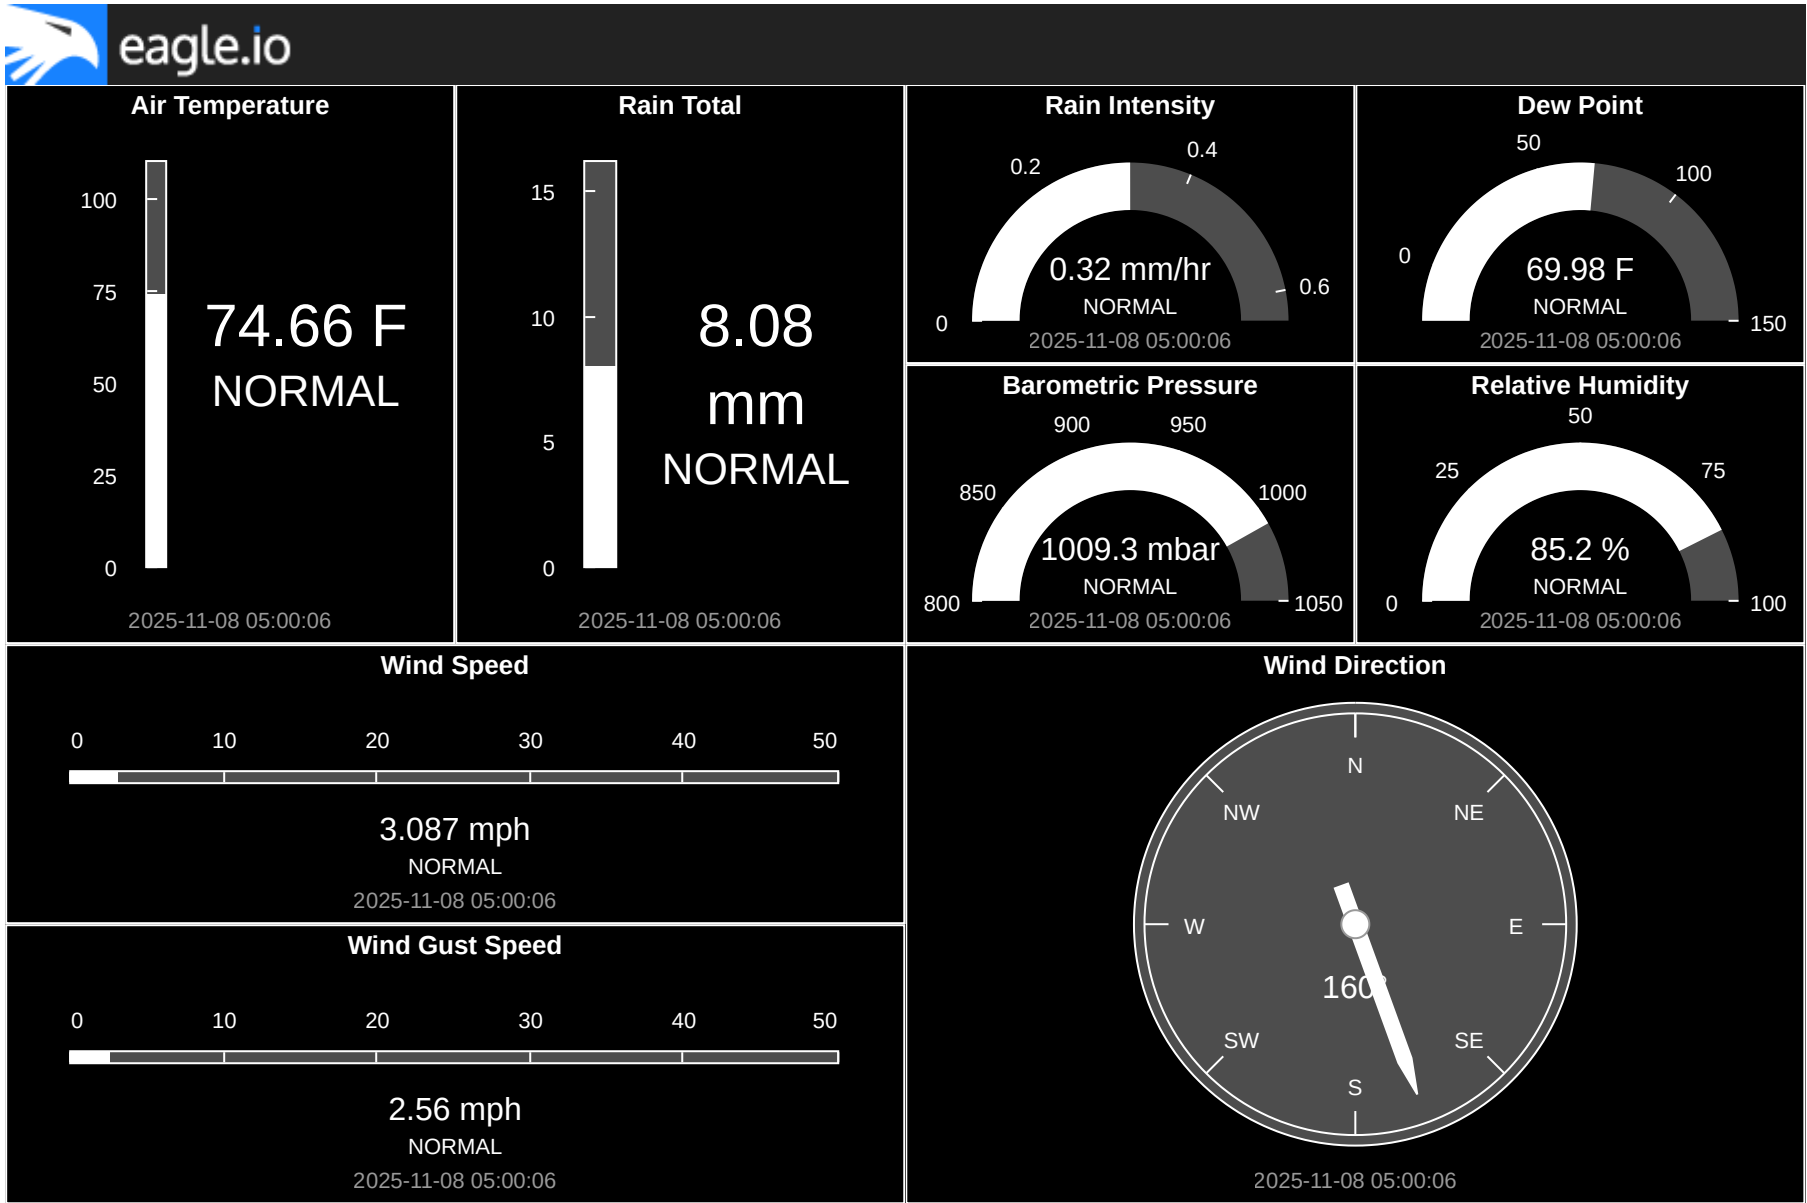 eagle.io
Air Temperature
100
75
50
25
0
74.66 F
NORMAL
2025-11-08 05:00:06
Rain Total
15
10
5
0
8.08
mm
NORMAL
2025-11-08 05:00:06
Rain Intensity
0
0.2
0.4
0.6
0.32 mm/hr
NORMAL
2025-11-08 05:00:06
Dew Point
0
50
100
150
69.98 F
NORMAL
2025-11-08 05:00:06
Barometric Pressure
800
850
900
950
1000
1050
1009.3 mbar
NORMAL
2025-11-08 05:00:06
Relative Humidity
0
25
50
75
100
85.2 %
NORMAL
2025-11-08 05:00:06
Wind Speed
0 10 20 30 40 50
3.087 mph
NORMAL
2025-11-08 05:00:06
Wind Gust Speed
0 10 20 30 40 50
2.56 mph
NORMAL
2025-11-08 05:00:06
Wind Direction
N
NW NE
W E
160°
SW SE
S
2025-11-08 05:00:06